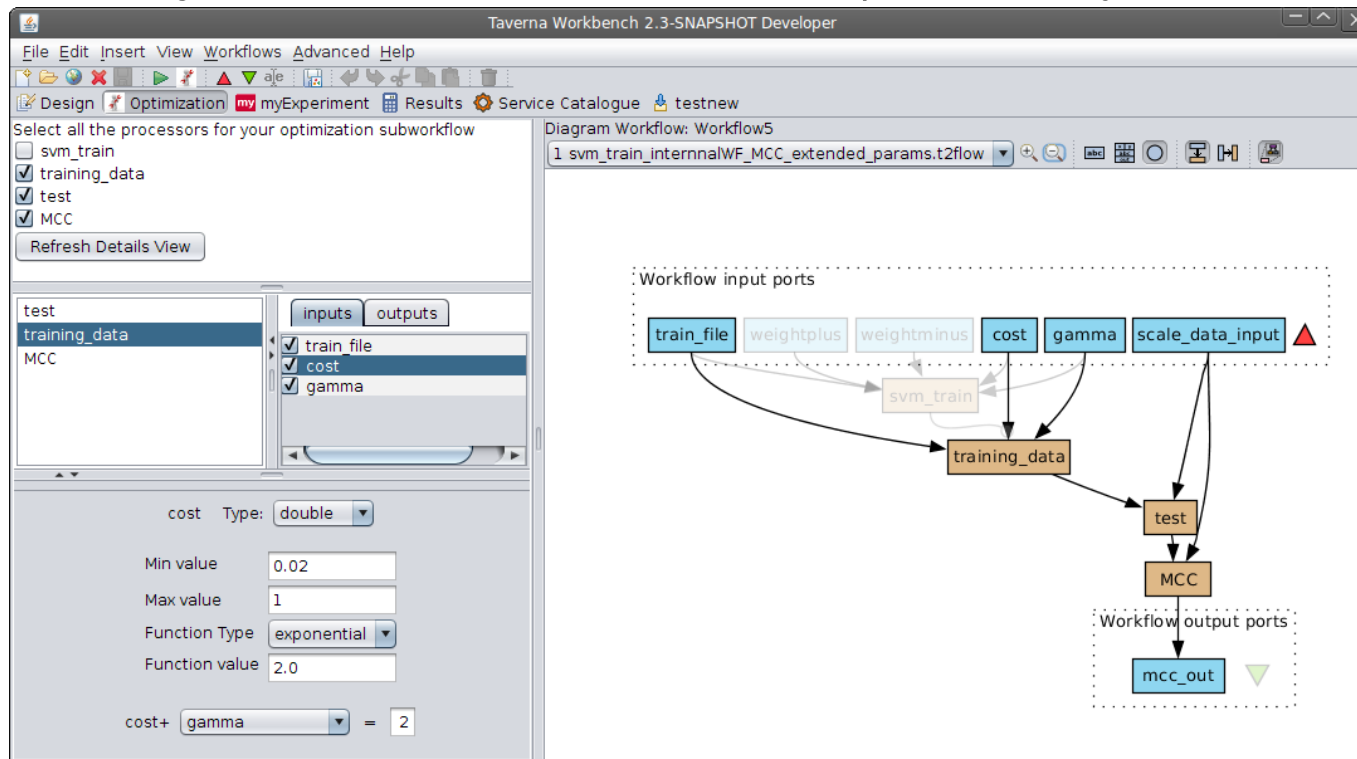 Taverna Workbench 2.3-SNAPSHOT Developer
File Edit Insert View Workflows Advanced Help
Design Optimization my myExperiment Results Service Catalogue testnew
Select all the processors for your optimization subworkflow
svm_train
training_data
test
MCC
Refresh Details View
test
training_data
MCC
inputs outputs
train_file
cost
gamma
cost Type: double
Min value 0.02
Max value 1
Function Type exponential
Function value 2.0
cost+ gamma = 2
Diagram Workflow: Workflow5
1 svm_train_internnalWF_MCC_extended_params.t2flow
Workflow input ports
train_file weightplus weightminus cost gamma scale_data_input
svm_train
training_data
test
MCC
Workflow output ports
mcc_out